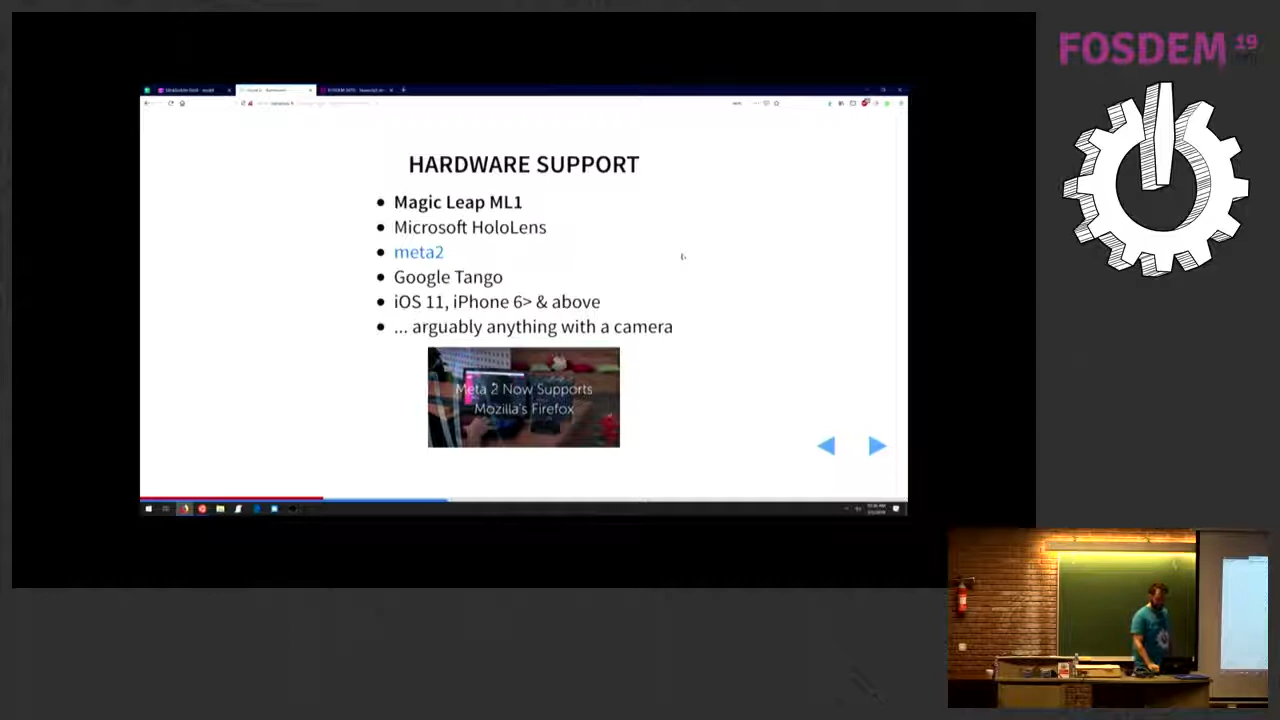 FOSDEM 19
HARDWARE SUPPORT
Magic Leap ML1
Microsoft HoloLens
meta2
Google Tango
iOS 11, iPhone 6> & above
... arguably anything with a camera
Meta 2 Now Supports
Mozilla's Firefox